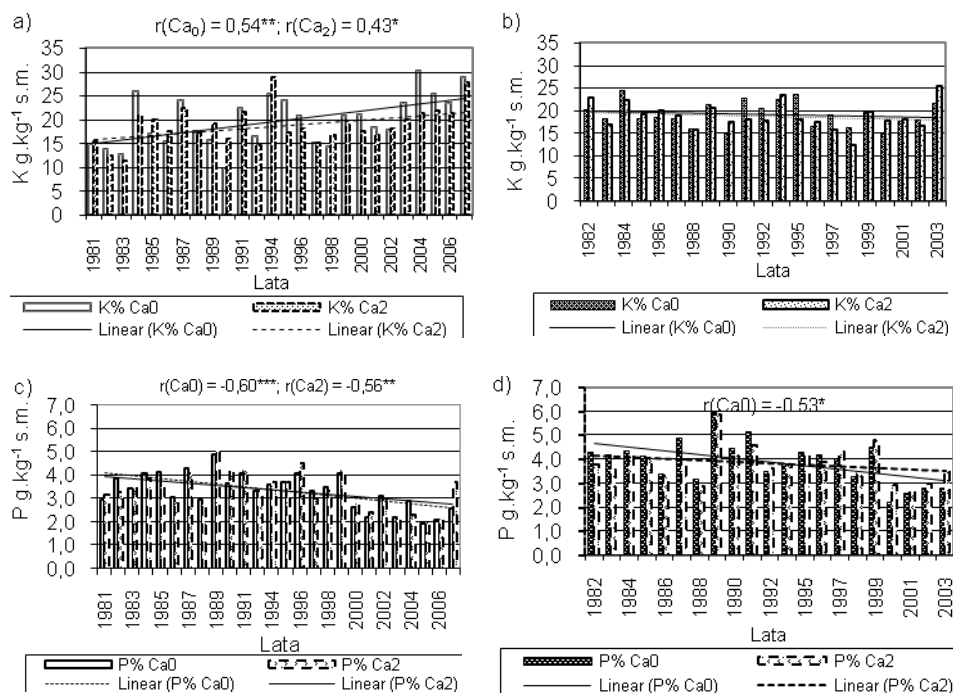 a)
r(Ca₀) = 0,54**; r(Ca₂) = 0,43*
K g.kg⁻¹ s.m.
35
30
25
20
15
10
5
0
1981 1983 1985 1987 1989 1991 1994 1996 1998 2000 2002 2004 2006
Lata
K% Ca0 K% Ca2
Linear (K% Ca0) Linear (K% Ca2)
b)
K g.kg⁻¹ s.m.
35
30
25
20
15
10
5
0
1982 1984 1986 1988 1990 1992 1995 1997 1999 2001 2003
Lata
K% Ca0 K% Ca2
Linear (K% Ca0) Linear (K% Ca2)
c)
r(Ca0) = -0,60***; r(Ca2) = -0,56**
P g.kg⁻¹ s.m.
7,0
6,0
5,0
4,0
3,0
2,0
1,0
0,0
1981 1983 1985 1987 1989 1991 1994 1996 1998 2000 2002 2004 2006
Lata
P% Ca0 P% Ca2
Linear (P% Ca0) Linear (P% Ca2)
d)
r(Ca0) = -0,53*
P g.kg⁻¹ s.m.
7,0
6,0
5,0
4,0
3,0
2,0
1,0
0,0
1982 1984 1986 1988 1990 1992 1995 1997 1999 2001 2003
Lata
P% Ca0 P% Ca2
Linear (P% Ca0) Linear (P% Ca2)